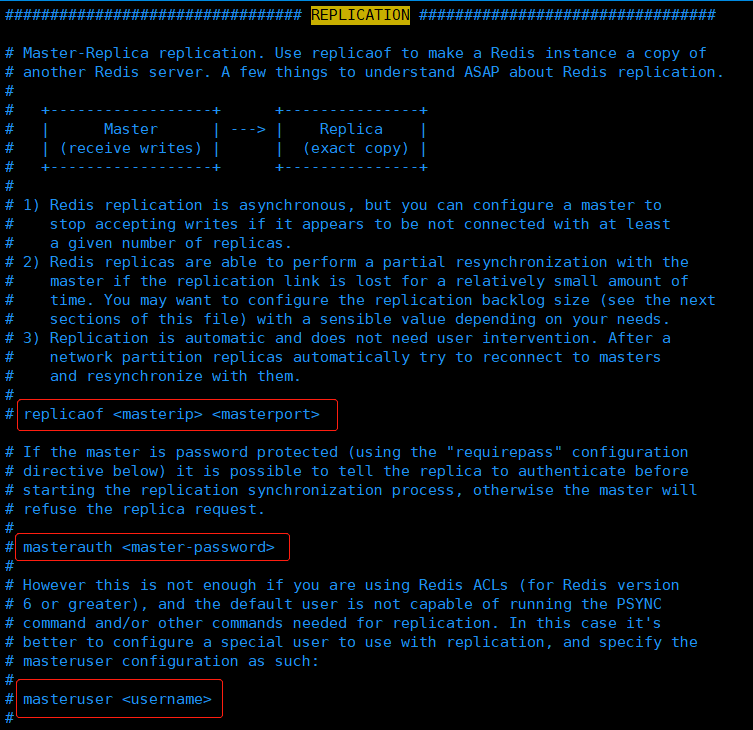 ################################# REPLICATION #################################
# Master-Replica replication. Use replicaof to make a Redis instance a copy of
# another Redis server. A few things to understand ASAP about Redis replication.
#
#   +------------------+      +---------------+
#   |      Master      | ---> |    Replica    |
#   | (receive writes) |      |  (exact copy) |
#   +------------------+      +---------------+
#
# 1) Redis replication is asynchronous, but you can configure a master to
#    stop accepting writes if it appears to be not connected with at least
#    a given number of replicas.
# 2) Redis replicas are able to perform a partial resynchronization with the
#    master if the replication link is lost for a relatively small amount of
#    time. You may want to configure the replication backlog size (see the next
#    sections of this file) with a sensible value depending on your needs.
# 3) Replication is automatic and does not need user intervention. After a
#    network partition replicas automatically try to reconnect to masters
#    and resynchronize with them.
#
# replicaof <masterip> <masterport>
# If the master is password protected (using the "requirepass" configuration
# directive below) it is possible to tell the replica to authenticate before
# starting the replication synchronization process, otherwise the master will
# refuse the replica request.
#
# masterauth <master-password>
#
# However this is not enough if you are using Redis ACLs (for Redis version
# 6 or greater), and the default user is not capable of running the PSYNC
# command and/or other commands needed for replication. In this case it's
# better to configure a special user to use with replication, and specify the
# masteruser configuration as such:
#
# masteruser <username>
#